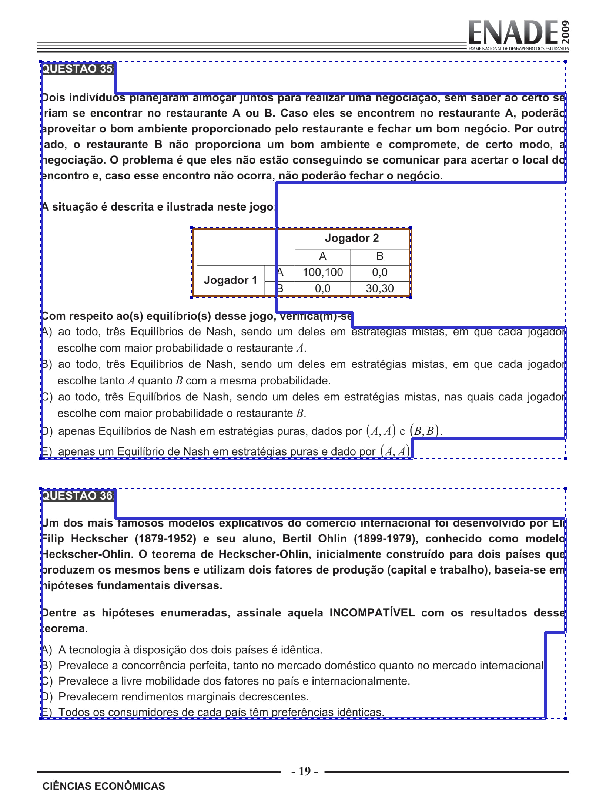 ENADE 2009
EXAME NACIONAL DE DESEMPENHO DOS ESTUDANTES
QUESTÃO 35
Dois indivíduos planejaram almoçar juntos para realizar uma negociação, sem saber ao certo se
iriam se encontrar no restaurante A ou B. Caso eles se encontrem no restaurante A, poderão
aproveitar o bom ambiente proporcionado pelo restaurante e fechar um bom negócio. Por outro
lado, o restaurante B não proporciona um bom ambiente e compromete, de certo modo, a
negociação. O problema é que eles não estão conseguindo se comunicar para acertar o local do
encontro e, caso esse encontro não ocorra, não poderão fechar o negócio.
A situação é descrita e ilustrada neste jogo.
Jogador 2
A B
Jogador 1 A 100,100 0,0
B 0,0 30,30
Com respeito ao(s) equilíbrio(s) desse jogo, verifica(m)-se
A) ao todo, três Equilíbrios de Nash, sendo um deles em estratégias mistas, em que cada jogador
escolhe com maior probabilidade o restaurante A.
B) ao todo, três Equilíbrios de Nash, sendo um deles em estratégias mistas, em que cada jogador
escolhe tanto A quanto B com a mesma probabilidade.
C) ao todo, três Equilíbrios de Nash, sendo um deles em estratégias mistas, nas quais cada jogador
escolhe com maior probabilidade o restaurante B.
D) apenas Equilíbrios de Nash em estratégias puras, dados por (A, A) e (B, B).
E) apenas um Equilíbrio de Nash em estratégias puras e dado por (A, A)
QUESTÃO 36
Um dos mais famosos modelos explicativos do comércio internacional foi desenvolvido por Eli
Filip Heckscher (1879-1952) e seu aluno, Bertil Ohlin (1899-1979), conhecido como modelo
Heckscher-Ohlin. O teorema de Heckscher-Ohlin, inicialmente construído para dois países que
produzem os mesmos bens e utilizam dois fatores de produção (capital e trabalho), baseia-se em
hipóteses fundamentais diversas.
Dentre as hipóteses enumeradas, assinale aquela INCOMPATÍVEL com os resultados desse
teorema.
A) A tecnologia à disposição dos dois países é idêntica.
B) Prevalece a concorrência perfeita, tanto no mercado doméstico quanto no mercado internacional
C) Prevalece a livre mobilidade dos fatores no país e internacionalmente.
D) Prevalecem rendimentos marginais decrescentes.
E) Todos os consumidores de cada país têm preferências idênticas.
- 19 -
CIÊNCIAS ECONÔMICAS